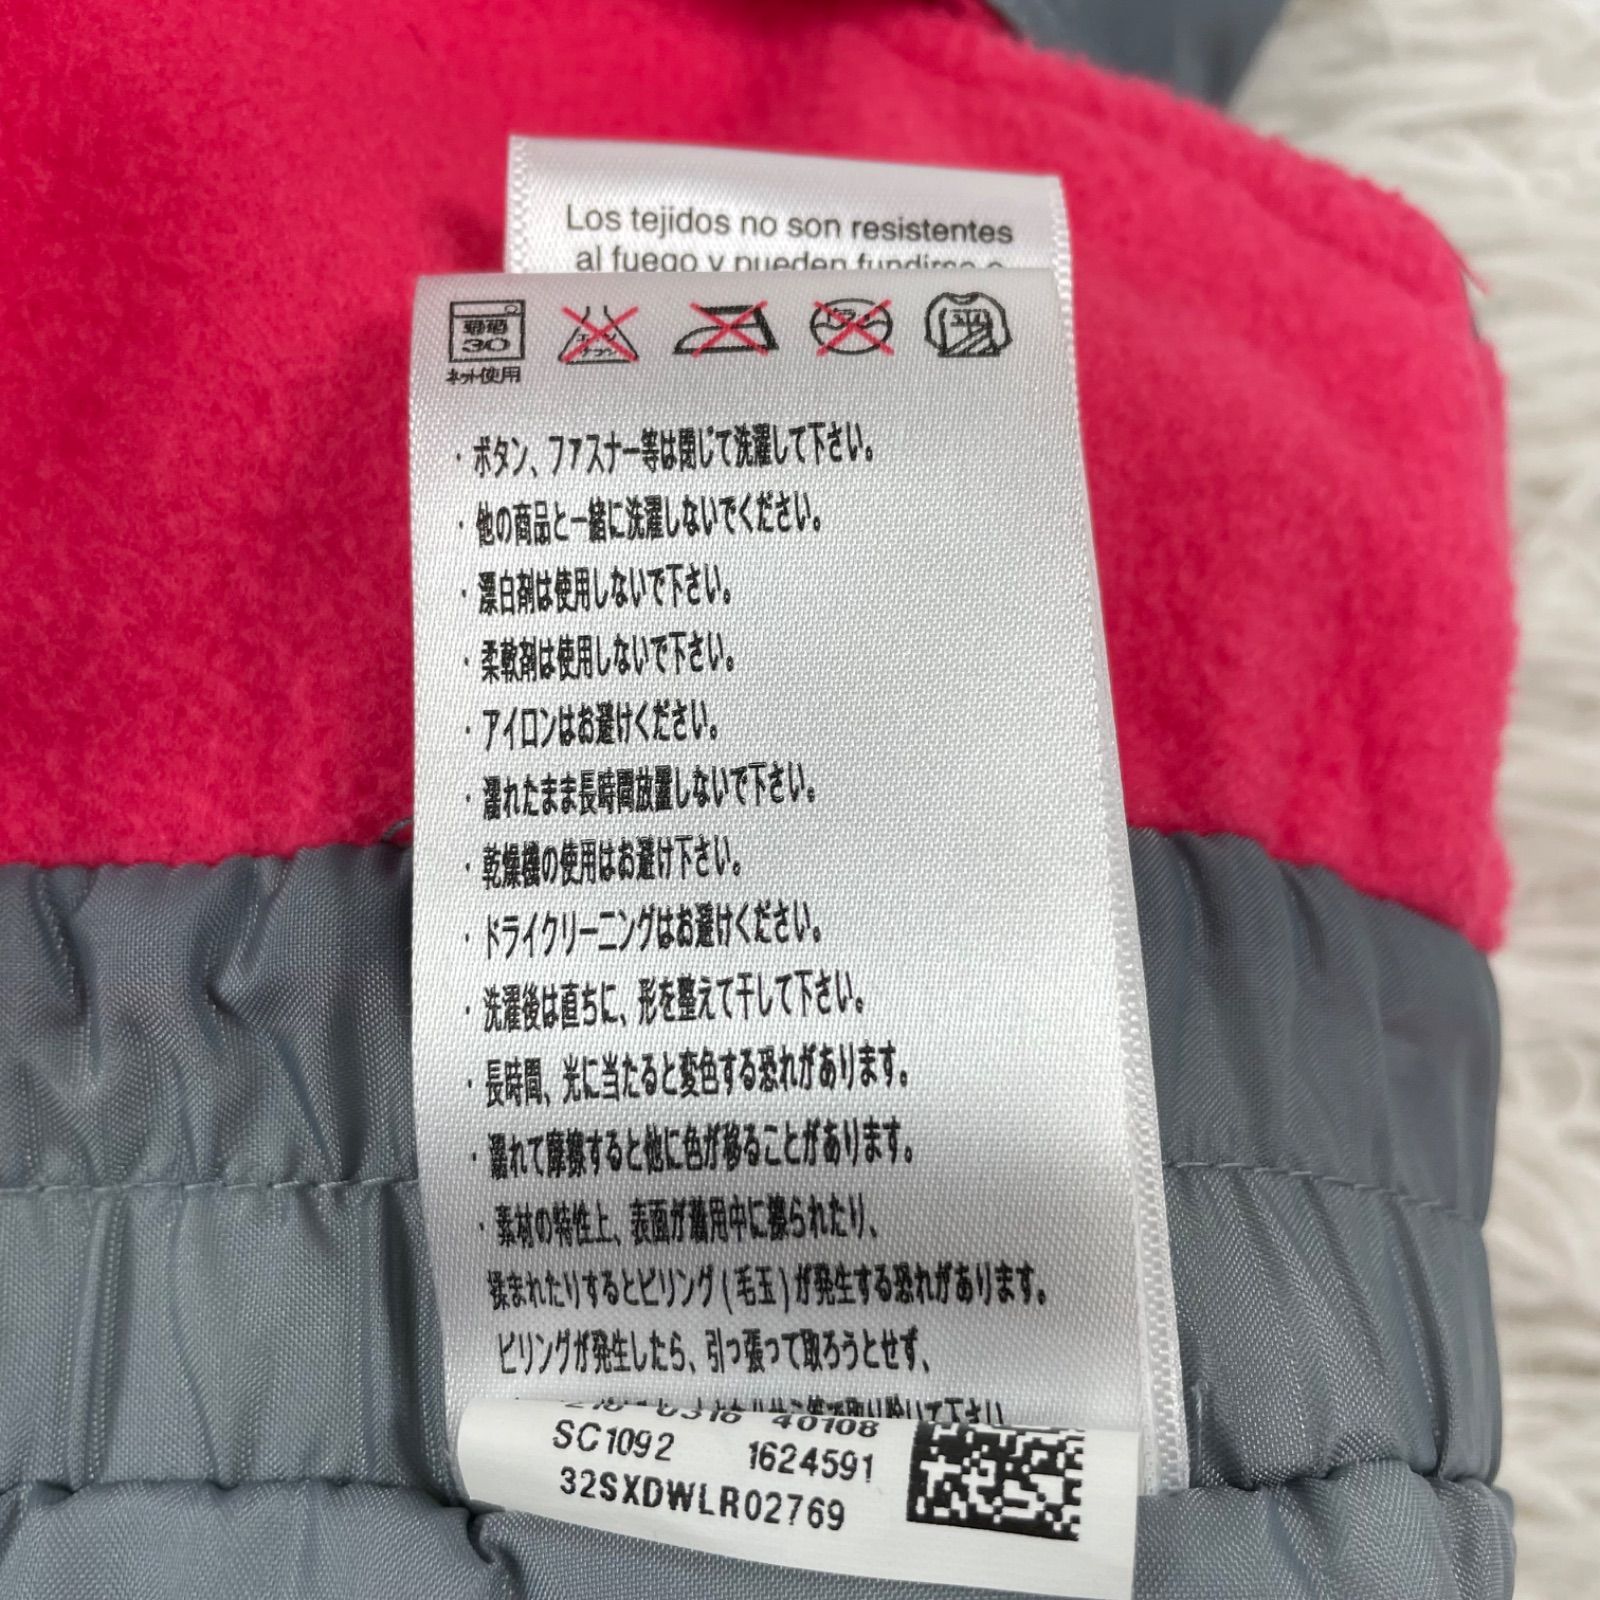 Los tejidos no son resistentes
al fuego y pueden fundirse o
30
ネット使用
・ボタン、ファスナー等は閉じて洗濯して下さい。
・他の商品と一緒に洗濯しないでください。
・漂白剤は使用しないで下さい。
・柔軟剤は使用しないで下さい。
・アイロンはお避けください。
・濡れたまま長時間放置しないで下さい。
・乾燥機の使用はお避け下さい。
・ドライクリーニングはお避けください。
・洗濯後は直ちに、形を整えて干して下さい。
・長時間、光に当たると変色する恐れがあります。
・濡れて摩擦すると他に色が移ることがあります。
・素材の特性上、表面が着用中に擦られたり、
揉まれたりするとピリング(毛玉)が発生する恐れがあります。
ピリングが発生したら、引っ張って取ろうとせず、
で取り除いて下さい
40108
SC1092 1624591
32SXDWLR02769